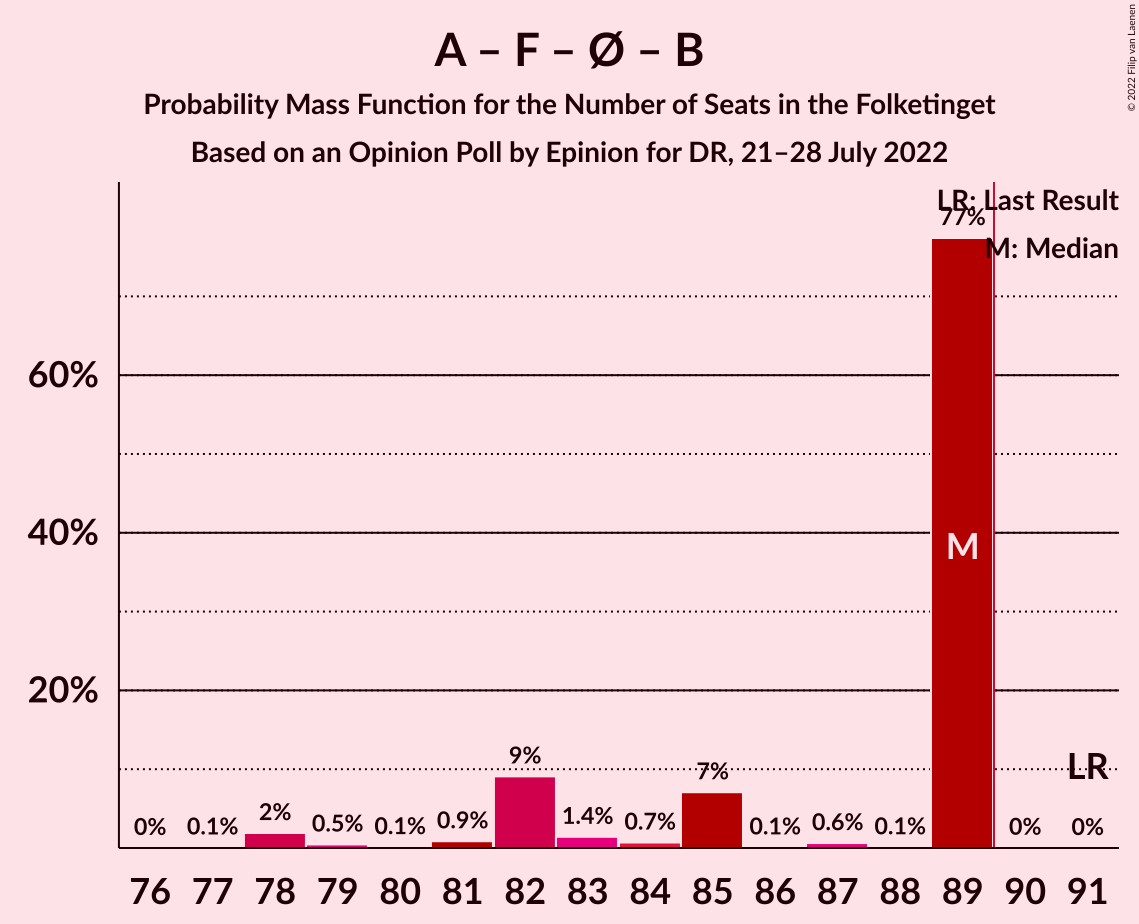 A – F – Ø – B
Probability Mass Function for the Number of Seats in the Folketinget
Based on an Opinion Poll by Epinion for DR, 21–28 July 2022
© 2022 Filip van Laenen
LR: Last Result
77%
M: Median
60%
40%
M
20%
LR
0% 0.1% 2% 0.5% 0.1% 0.9% 9% 1.4% 0.7% 7% 0.1% 0.6% 0.1% 0% 0%
76 77 78 79 80 81 82 83 84 85 86 87 88 89 90 91